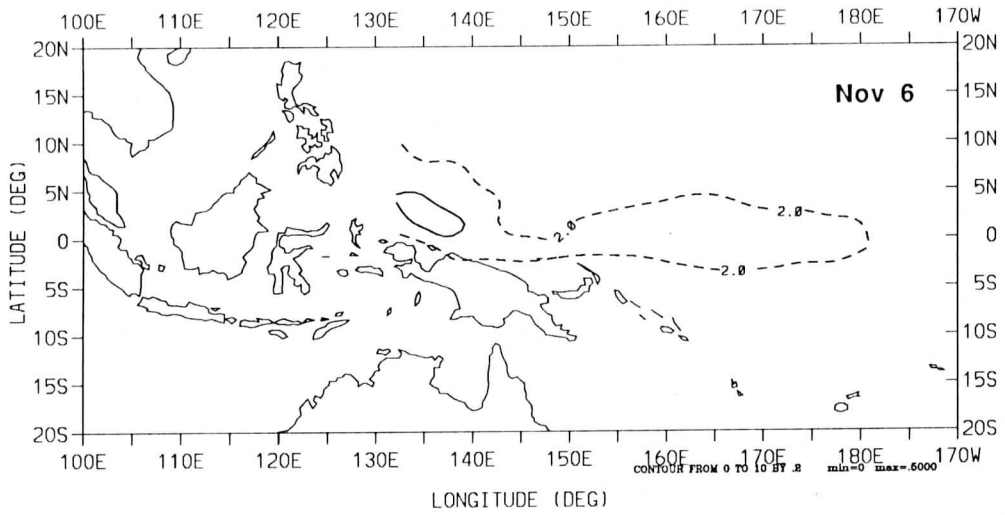 100E 110E 120E 130E 140E 150E 160E 170E 180E 170W
20N 20N
Nov 6
15N 15N
10N 10N
5N 5N
2.0 2.0
0 0
2.0
5S 5S
10S 10S
15S 15S
20S 20S
LATITUDE (DEG)
100E 110E 120E 130E 140E 150E 160E 170E 180E 170W
CONTOUR FROM 0 TO 10 BY .2 min=0 max=.5000
LONGITUDE (DEG)